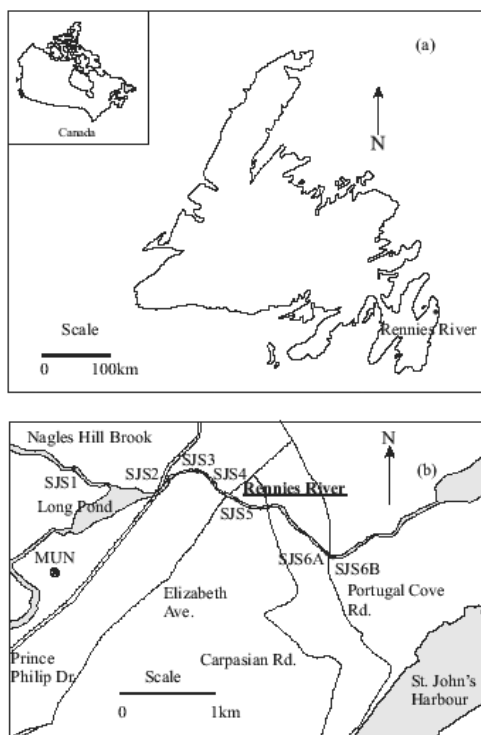 (a)
Canada
N
Scale
0 100km
Rennies River
Nagles Hill Brook
N
(b)
SJS1
SJS2
SJS3
SJS4
Rennies River
Long Pond
SJS5
MUN
SJS6A
SJS6B
Elizabeth
Ave.
Portugal Cove
Rd.
Prince
Philip Dr.
Carpasian Rd.
Scale
0 1km
St. John's
Harbour